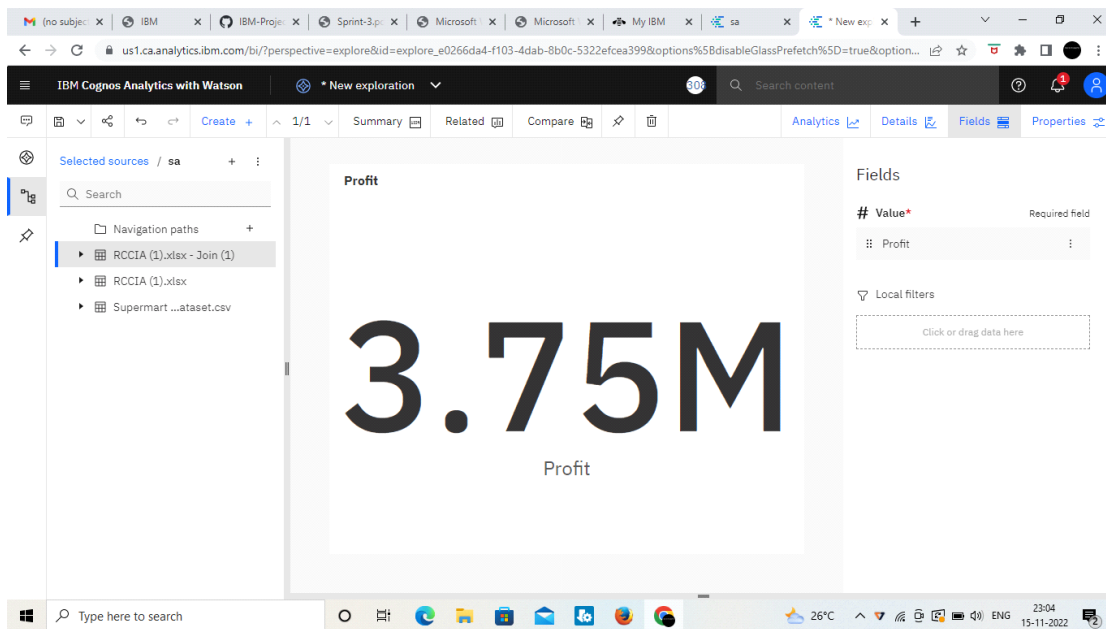 (no subjec
IBM
IBM-Projec
Sprint-3.pc
Microsoft
Microsoft
My IBM
sa
* New exp
us1.ca.analytics.ibm.com/bi/?perspective=explore&id=explore_e0266da4-f103-4dab-8b0c-5322efcea399&options%5BdisableGlassPrefetch%5D=true&option...
IBM Cognos Analytics with Watson
* New exploration
308
Search content
1
Create +
1/1
Summary
Related
Compare
Analytics
Details
Fields
Properties
Selected sources / sa
Search
Navigation paths
RCCIA (1).xlsx - Join (1)
RCCIA (1).xlsx
Supermart ...ataset.csv
Profit
3.75M
Profit
Fields
# Value*
Required field
Profit
Local filters
Click or drag data here
Type here to search
26°C
ENG
23:04
15-11-2022
2